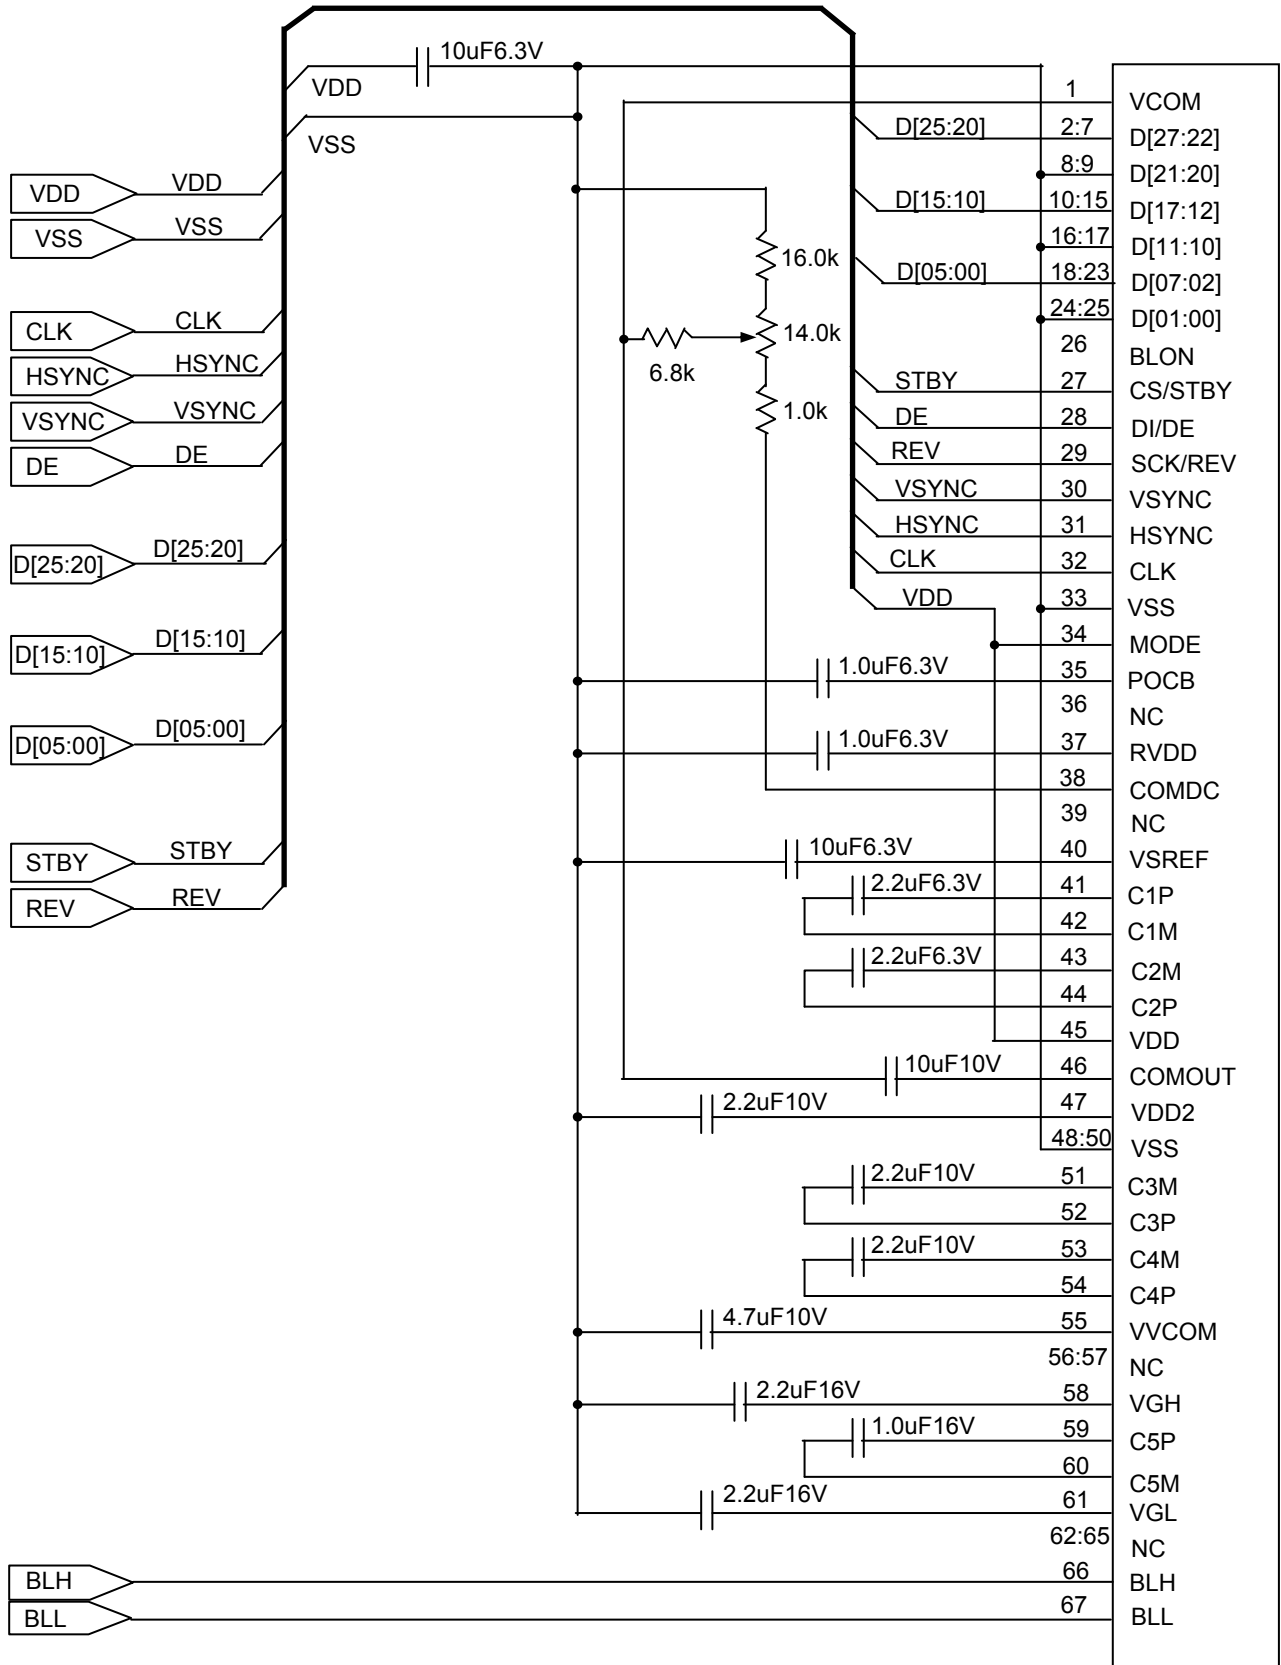 10uF6.3V
VDD
VSS
VDD VDD
VSS VSS
CLK CLK
HSYNC HSYNC
VSYNC VSYNC
DE DE
D[25:20] D[25:20]
D[15:10] D[15:10]
D[05:00] D[05:00]
STBY STBY
REV REV
BLH
BLL
16.0k
14.0k
6.8k
1.0k
1 VCOM
D[25:20] 2:7 D[27:22]
8:9 D[21:20]
D[15:10] 10:15 D[17:12]
16:17 D[11:10]
D[05:00] 18:23 D[07:02]
24:25 D[01:00]
26 BLON
STBY 27 CS/STBY
DE 28 DI/DE
REV 29 SCK/REV
VSYNC 30 VSYNC
HSYNC 31 HSYNC
CLK 32 CLK
VDD 33 VSS
34 MODE
1.0uF6.3V 35 POCB
36 NC
1.0uF6.3V 37 RVDD
38 COMDC
39 NC
10uF6.3V 40 VSREF
2.2uF6.3V 41 C1P
42 C1M
2.2uF6.3V 43 C2M
44 C2P
45 VDD
10uF10V 46 COMOUT
2.2uF10V 47 VDD2
48:50 VSS
2.2uF10V 51 C3M
52 C3P
2.2uF10V 53 C4M
54 C4P
4.7uF10V 55 VVCOM
56:57 NC
2.2uF16V 58 VGH
1.0uF16V 59 C5P
60 C5M
2.2uF16V 61 VGL
62:65 NC
66 BLH
67 BLL